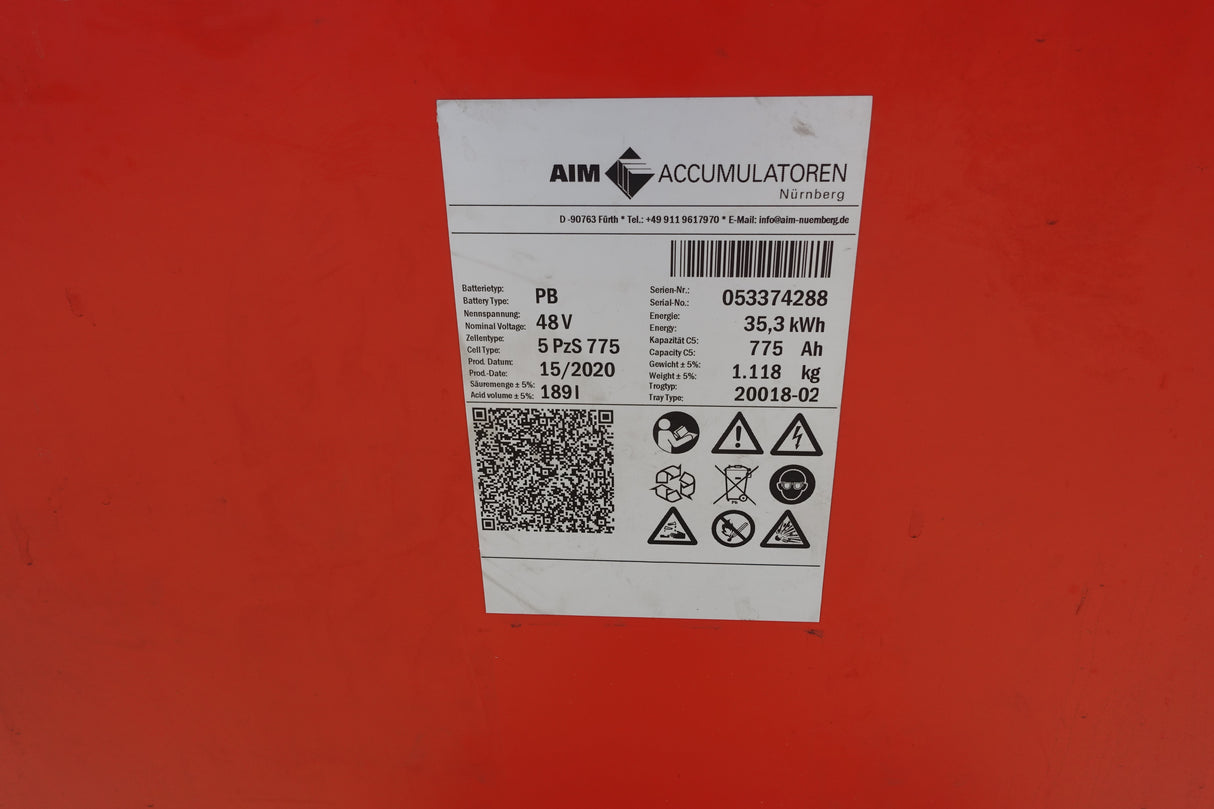 AIM ACCUMULATOREN
Nürnberg
D -90763 Fürth * Tel.: +49 911 9617970 * E-Mail: info@aim-nuernberg.de
Batterietyp:
Battery Type: PB
Nennspannung:
Nominal Voltage: 48 V
Zellentype:
Cell Type: 5 PzS 775
Prod. Datum:
Prod.-Date: 15/2020
Säuremenge ± 5%:
Acid volume ± 5%: 189 l
Serien-Nr.:
Serial-No.: 053374288
Energie:
Energy: 35,3 kWh
Kapazität C5:
Capacity C5: 775 Ah
Gewicht ± 5%:
Weight ± 5%: 1.118 kg
Trogtyp:
Tray Type: 20018-02
Pb